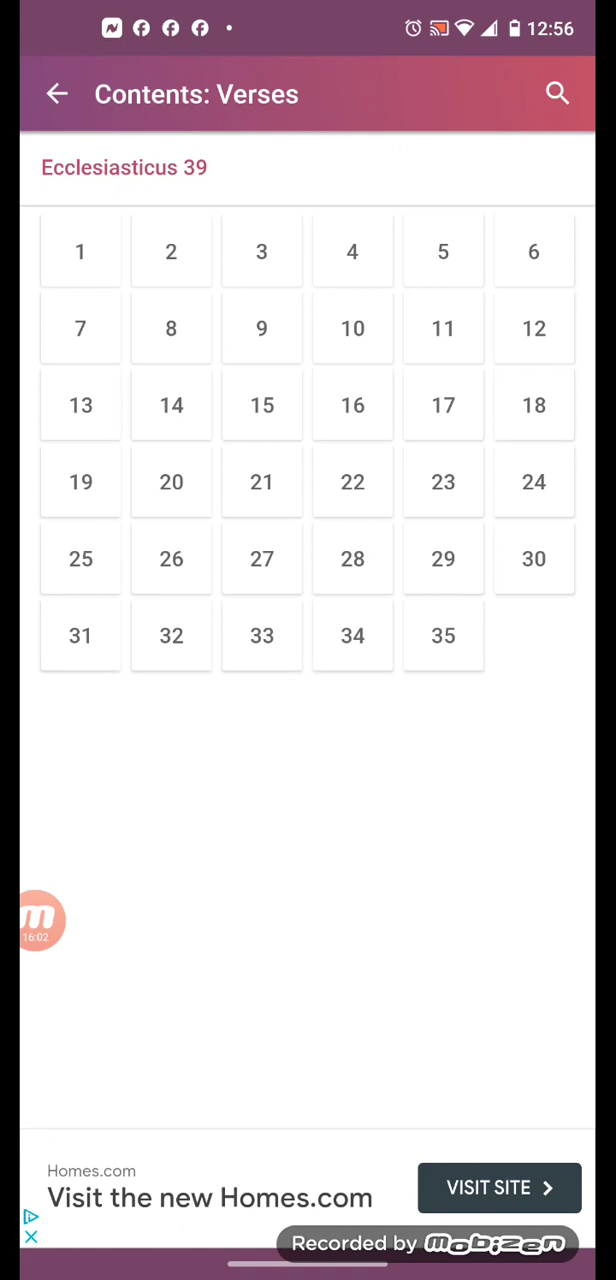 12:56
Contents: Verses
Ecclesiasticus 39
1 2 3 4 5 6
7 8 9 10 11 12
13 14 15 16 17 18
19 20 21 22 23 24
25 26 27 28 29 30
31 32 33 34 35
m
16:02
Homes.com
Visit the new Homes.com
VISIT SITE
Recorded by mobizen